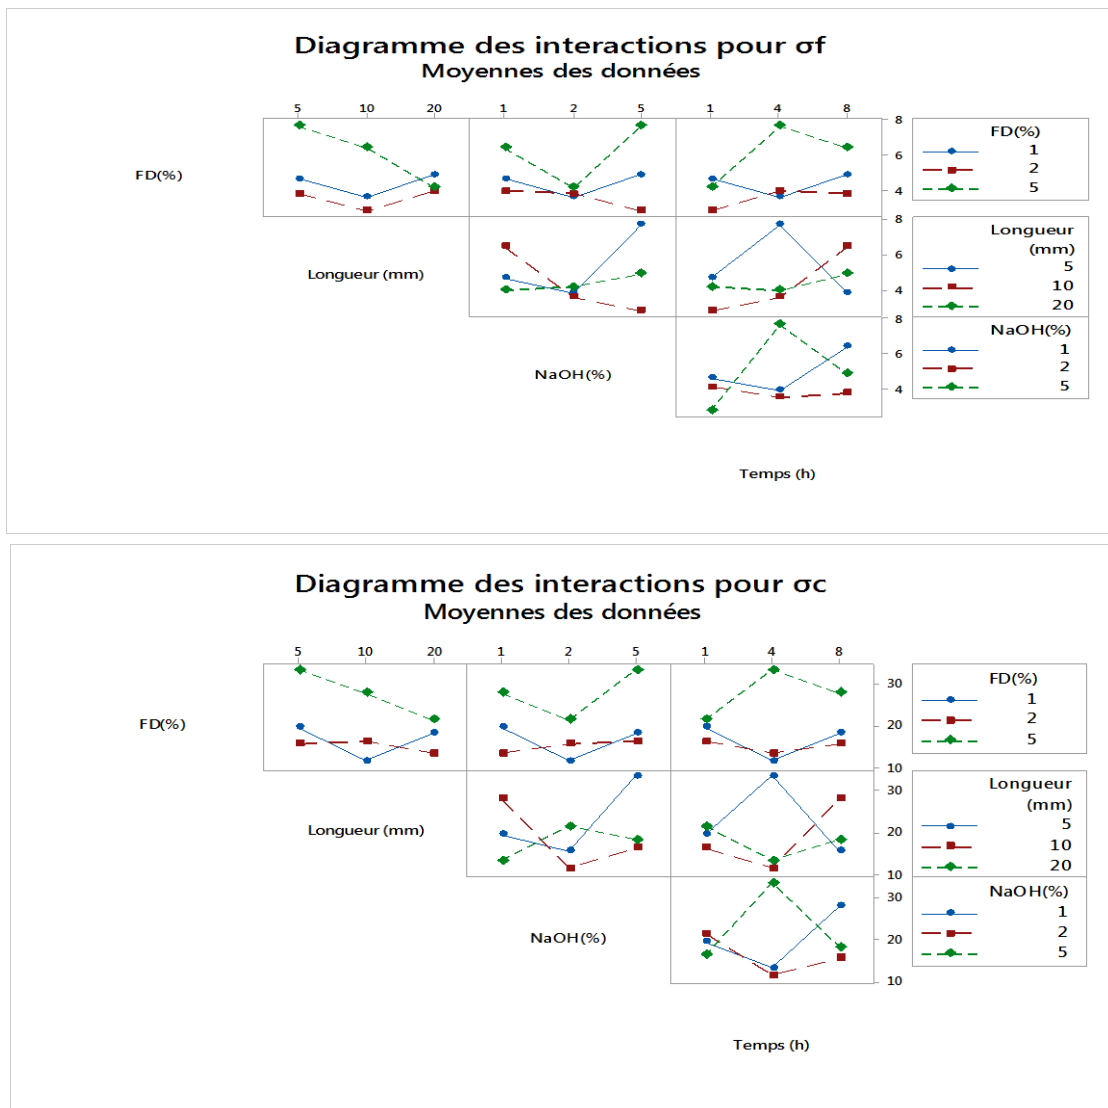 Diagramme des interactions pour σf
Moyennes des données
5 10 20 1 2 5 1 4 8
FD(%)
8
6
4
FD(%)
1
2
5
Longueur (mm)
8
6
4
Longueur
(mm)
5
10
20
NaOH(%)
8
6
4
NaOH(%)
1
2
5
Temps (h)
Diagramme des interactions pour σc
Moyennes des données
5 10 20 1 2 5 1 4 8
FD(%)
30
20
10
FD(%)
1
2
5
Longueur (mm)
30
20
10
Longueur
(mm)
5
10
20
NaOH(%)
30
20
10
NaOH(%)
1
2
5
Temps (h)